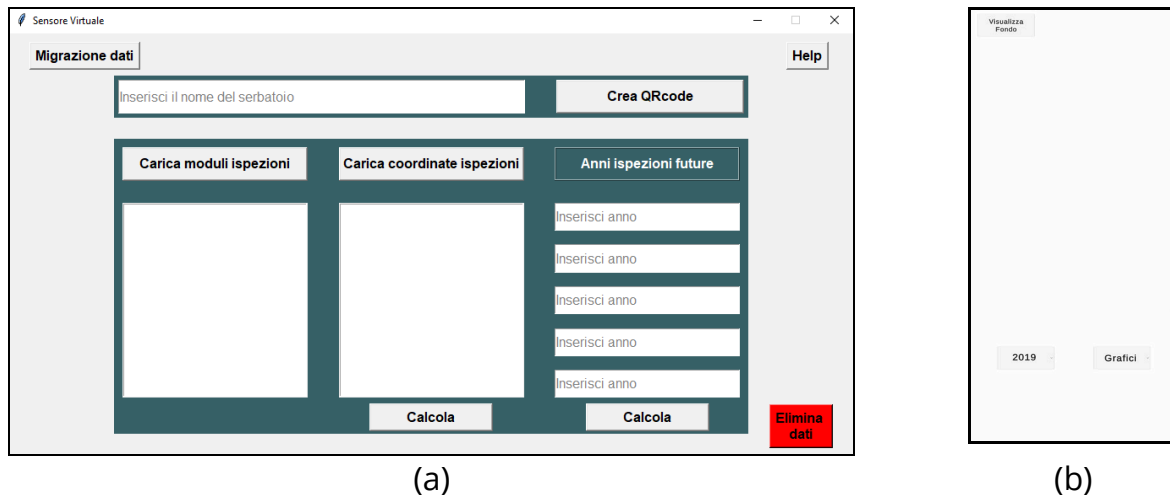 Sensore Virtuale
Migrazione dati
Help
Inserisci il nome del serbatoio
Crea QRcode
Carica moduli ispezioni
Carica coordinate ispezioni
Anni ispezioni future
Inserisci anno
Inserisci anno
Inserisci anno
Inserisci anno
Inserisci anno
Calcola
Calcola
Elimina
dati
(a)
Visualizza
Fondo
2019
Grafici
(b)